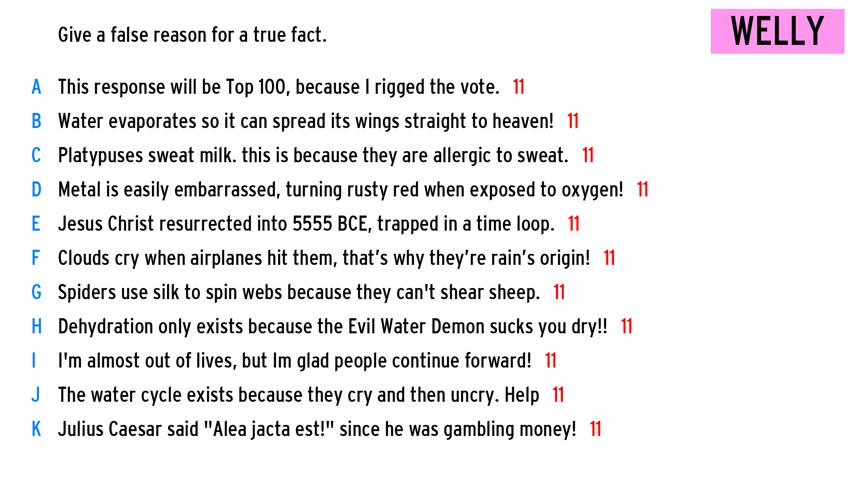 Give a false reason for a true fact.
WELLY
A This response will be Top 100, because I rigged the vote. 11
B Water evaporates so it can spread its wings straight to heaven! 11
C Platypuses sweat milk. this is because they are allergic to sweat. 11
D Metal is easily embarrassed, turning rusty red when exposed to oxygen! 11
E Jesus Christ resurrected into 5555 BCE, trapped in a time loop. 11
F Clouds cry when airplanes hit them, that’s why they’re rain’s origin! 11
G Spiders use silk to spin webs because they can't shear sheep. 11
H Dehydration only exists because the Evil Water Demon sucks you dry!! 11
I I'm almost out of lives, but Im glad people continue forward! 11
J The water cycle exists because they cry and then uncry. Help 11
K Julius Caesar said "Alea jacta est!" since he was gambling money! 11